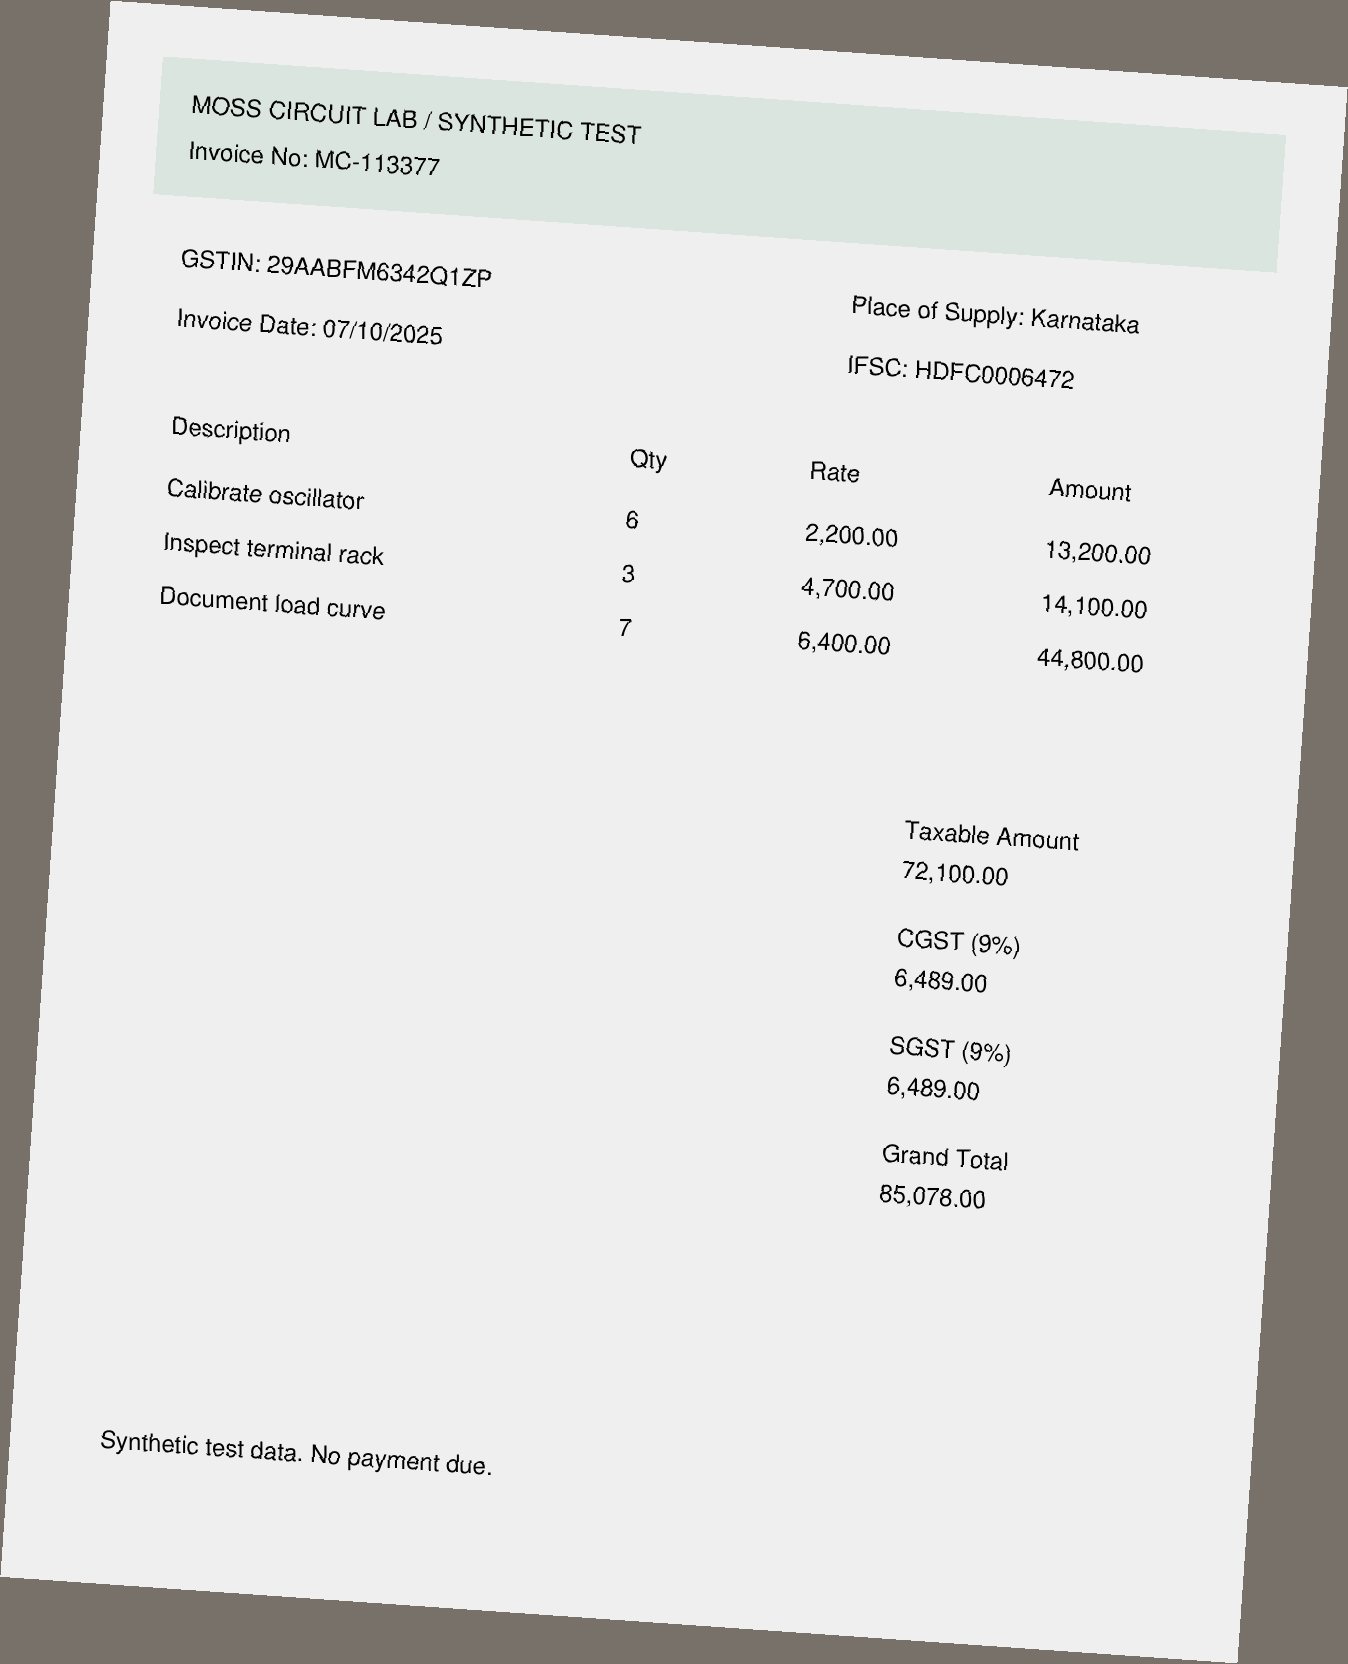 MOSS CIRCUIT LAB / SYNTHETIC TEST
Invoice No: MC-113377
GSTIN: 29AABFM6342Q1ZP
Place of Supply: Karnataka
Invoice Date: 07/10/2025
IFSC: HDFC0006472
Description Qty Rate Amount
Calibrate oscillator 6 2,200.00 13,200.00
Inspect terminal rack 3 4,700.00 14,100.00
Document load curve 7 6,400.00 44,800.00
Taxable Amount
72,100.00
CGST (9%)
6,489.00
SGST (9%)
6,489.00
Grand Total
85,078.00
Synthetic test data. No payment due.